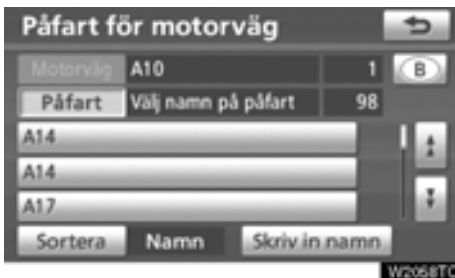 Påfart för motorväg
Motorväg A10 1 B
Påfart Välj namn på påfart 98
A14
A14
A17
Sortera Namn Skriv in namn
W2058TC